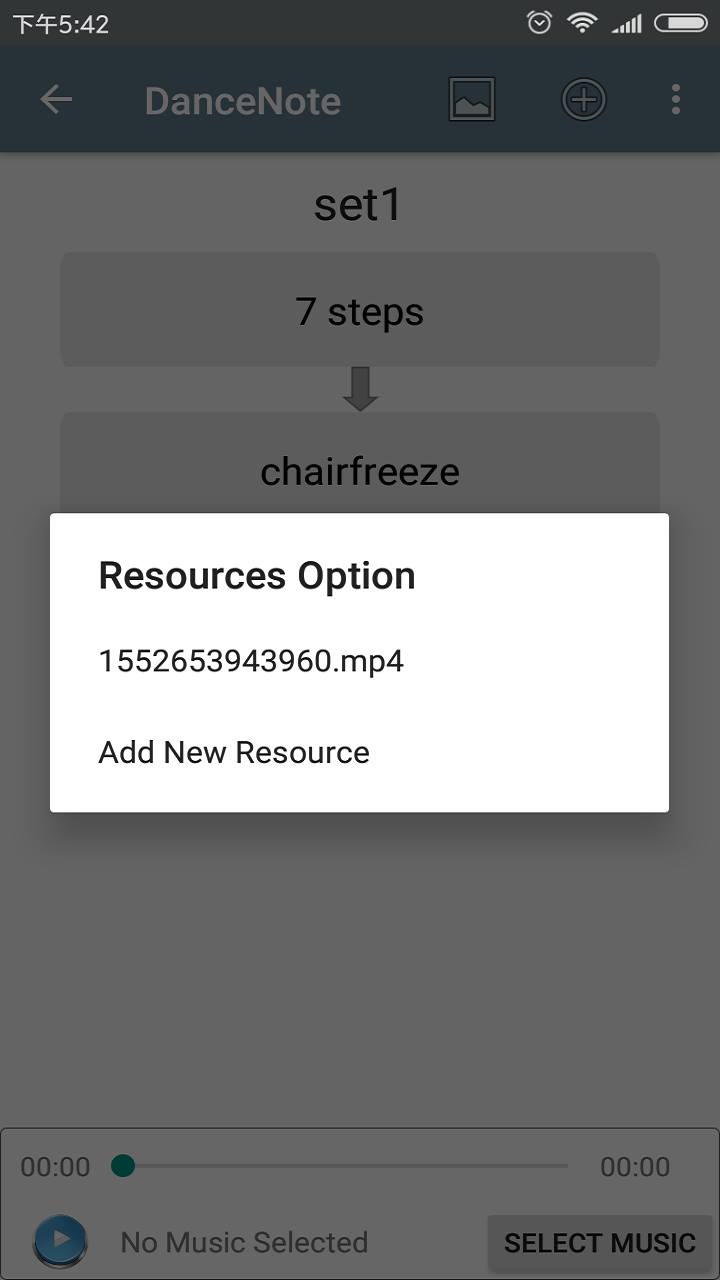 下午5:42
DanceNote
set1
7 steps
chairfreeze
Resources Option
1552653943960.mp4
Add New Resource
00:00 00:00
No Music Selected SELECT MUSIC